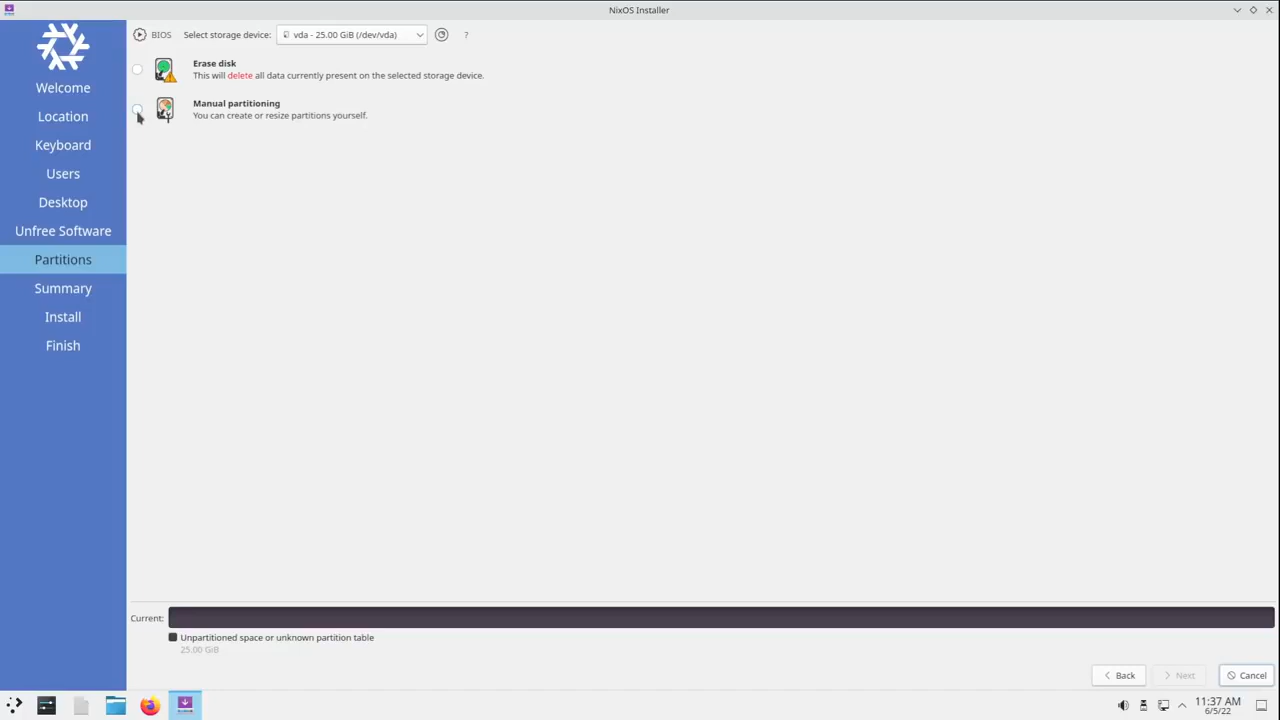 NixOS Installer
BIOS Select storage device: vda - 25.00 GiB (/dev/vda) ?
Welcome
Location
Keyboard
Users
Desktop
Unfree Software
Partitions
Summary
Install
Finish
Erase disk
This will delete all data currently present on the selected storage device.
Manual partitioning
You can create or resize partitions yourself.
Current:
Unpartitioned space or unknown partition table
25.00 GiB
Back Next Cancel
11:37 AM
6/5/22